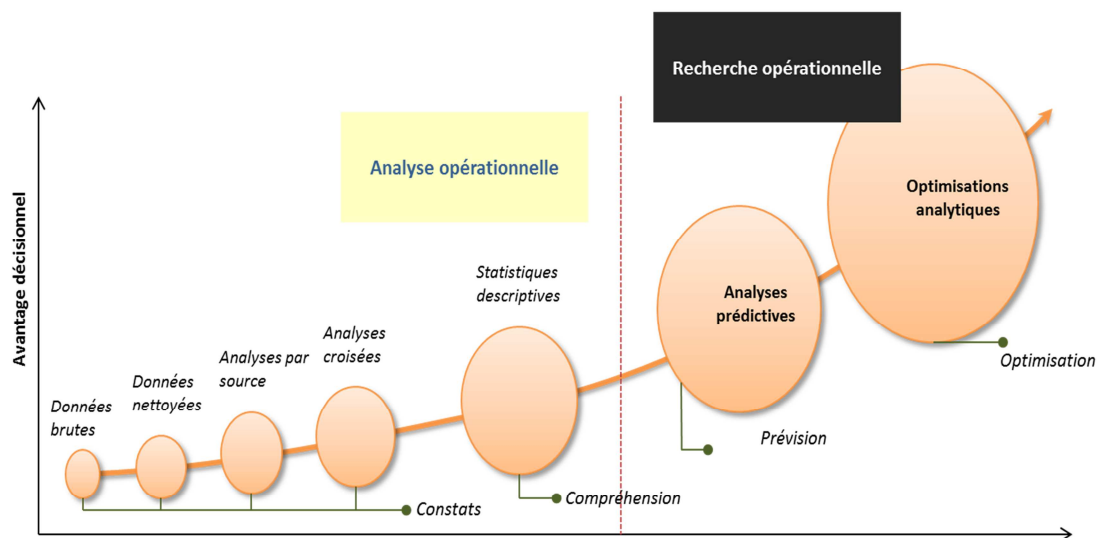 Recherche opérationnelle
Analyse opérationnelle
Avantage décisionnel
Données
brutes
Données
nettoyées
Analyses par
source
Analyses
croisées
Statistiques
descriptives
Analyses
prédictives
Optimisations
analytiques
Constats
Compréhension
Prévision
Optimisation